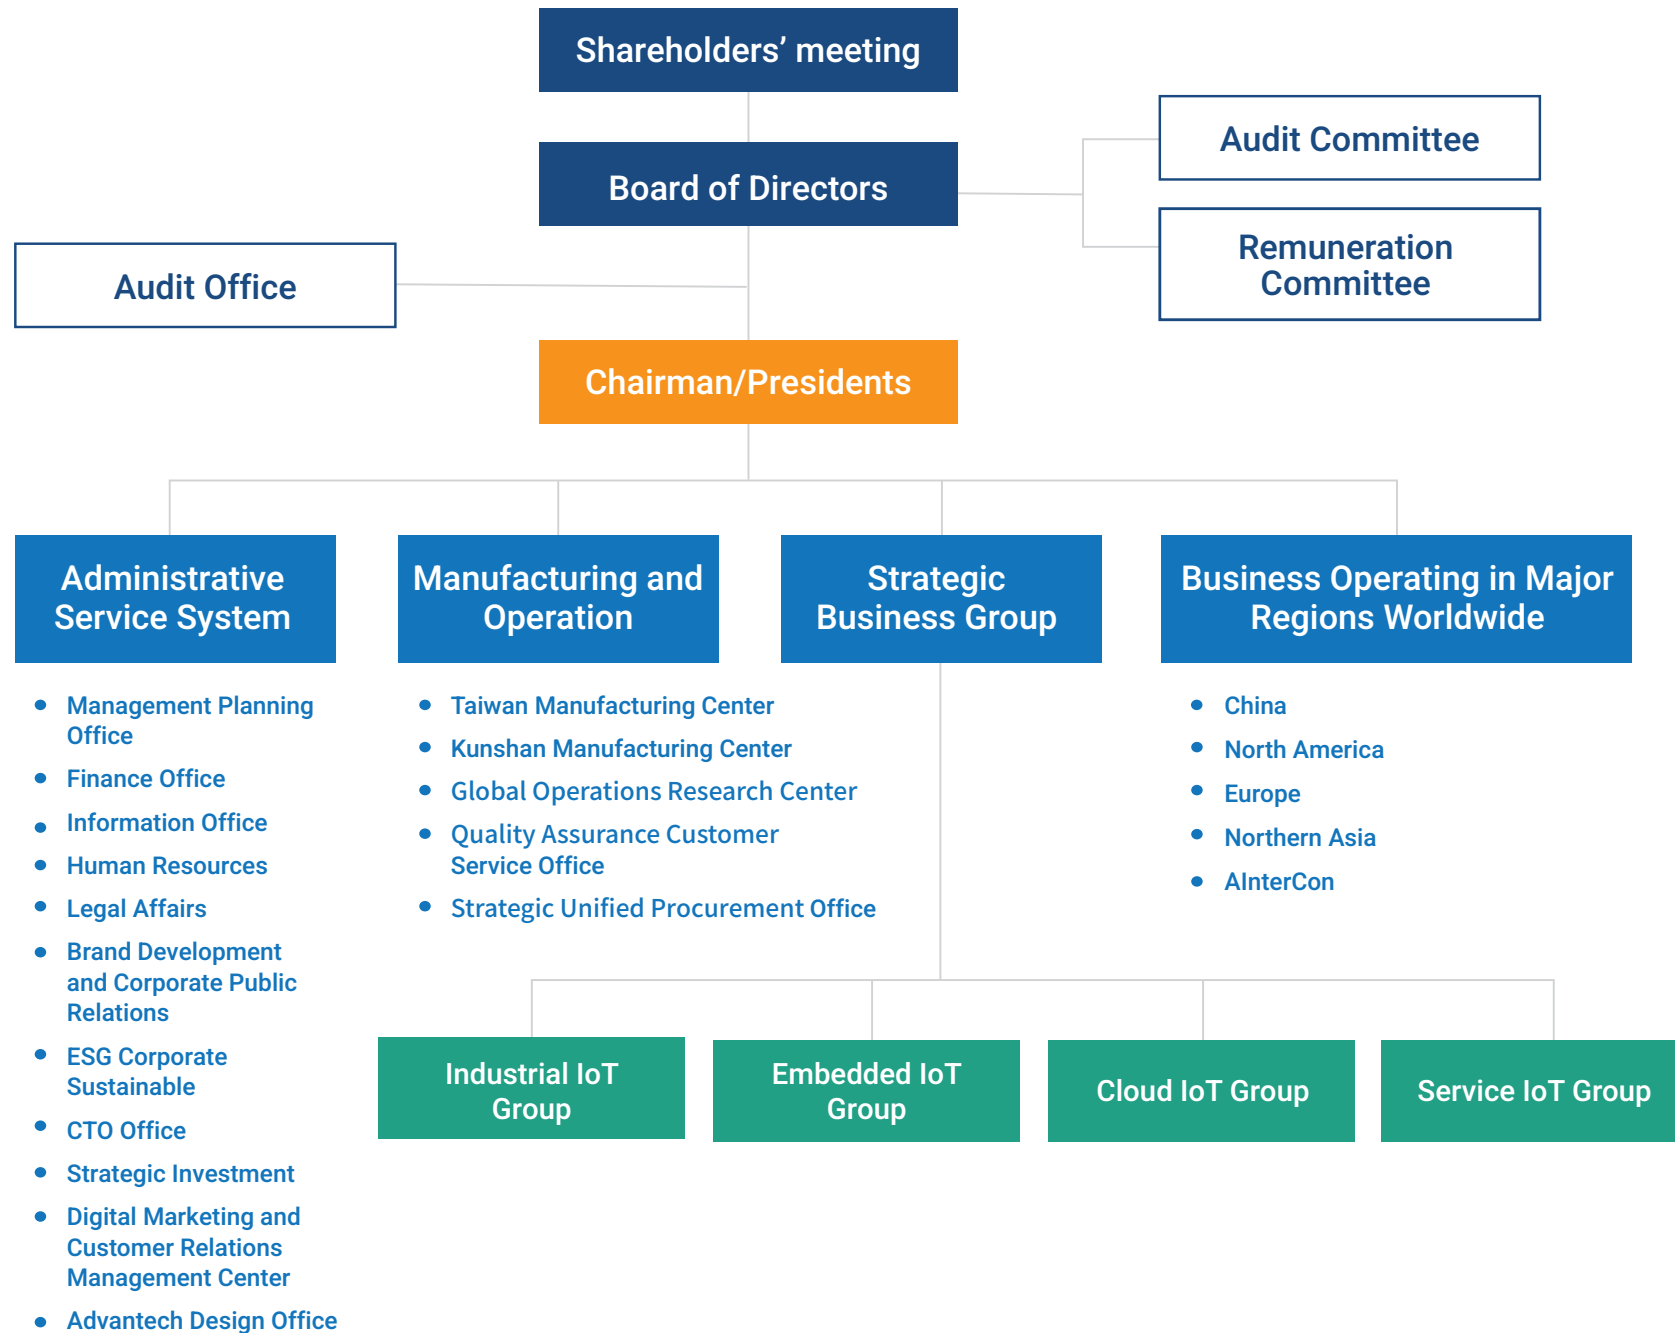 Shareholders’ meeting
Board of Directors
Audit Committee
Remuneration
Committee
Audit Office
Chairman/Presidents
Administrative
Service System
Management Planning
Office
Finance Office
Information Office
Human Resources
Legal Affairs
Brand Development
and Corporate Public
Relations
ESG Corporate
Sustainable
CTO Office
Strategic Investment
Digital Marketing and
Customer Relations
Management Center
Advantech Design Office
Manufacturing and
Operation
Taiwan Manufacturing Center
Kunshan Manufacturing Center
Global Operations Research Center
Quality Assurance Customer
Service Office
Strategic Unified Procurement Office
Strategic
Business Group
Industrial IoT
Group
Embedded IoT
Group
Cloud IoT Group
Service IoT Group
Business Operating in Major
Regions Worldwide
China
North America
Europe
Northern Asia
AInterCon